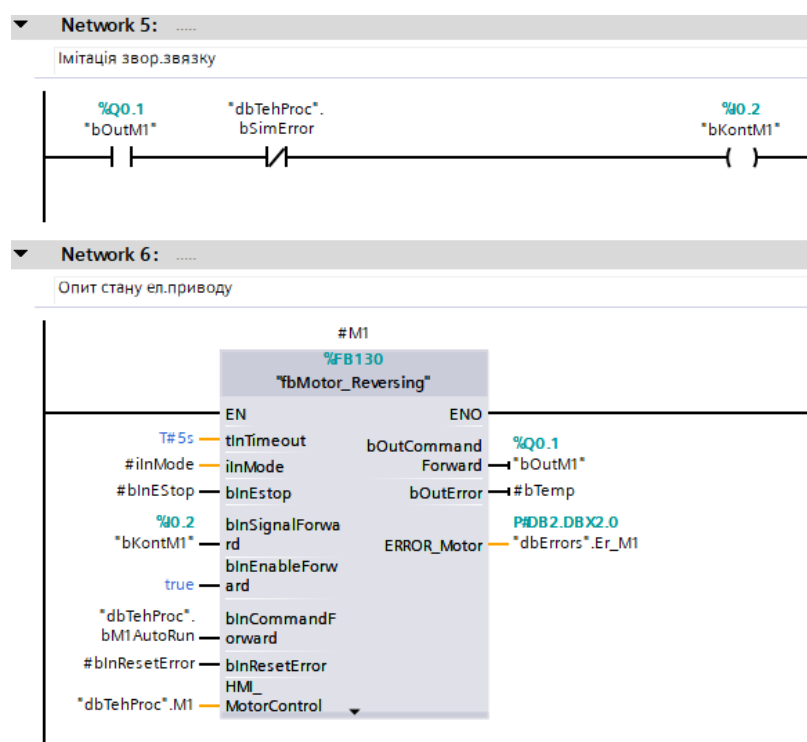 Network 5: .....
Імітація звор.звязку
%Q0.1
"bOutM1"
"dbTehProc".
bSimError
%I0.2
"bKontM1"
Network 6: .....
Опит стану ел.приводу
#M1
%FB130
"fbMotor_Reversing"
EN
ENO
T#5s
tInTimeout
bOutCommand
Forward
%Q0.1
"bOutM1"
#iInMode
iInMode
#bInEStop
bInEstop
bOutError
#bTemp
%I0.2
"bKontM1"
bInSignalForwa
rd
ERROR_Motor
P#DB2.DBX2.0
"dbErrors".Er_M1
true
bInEnableForw
ard
"dbTehProc".
bM1AutoRun
bInCommandF
orward
#bInResetError
bInResetError
"dbTehProc".M1
HMI_
MotorControl